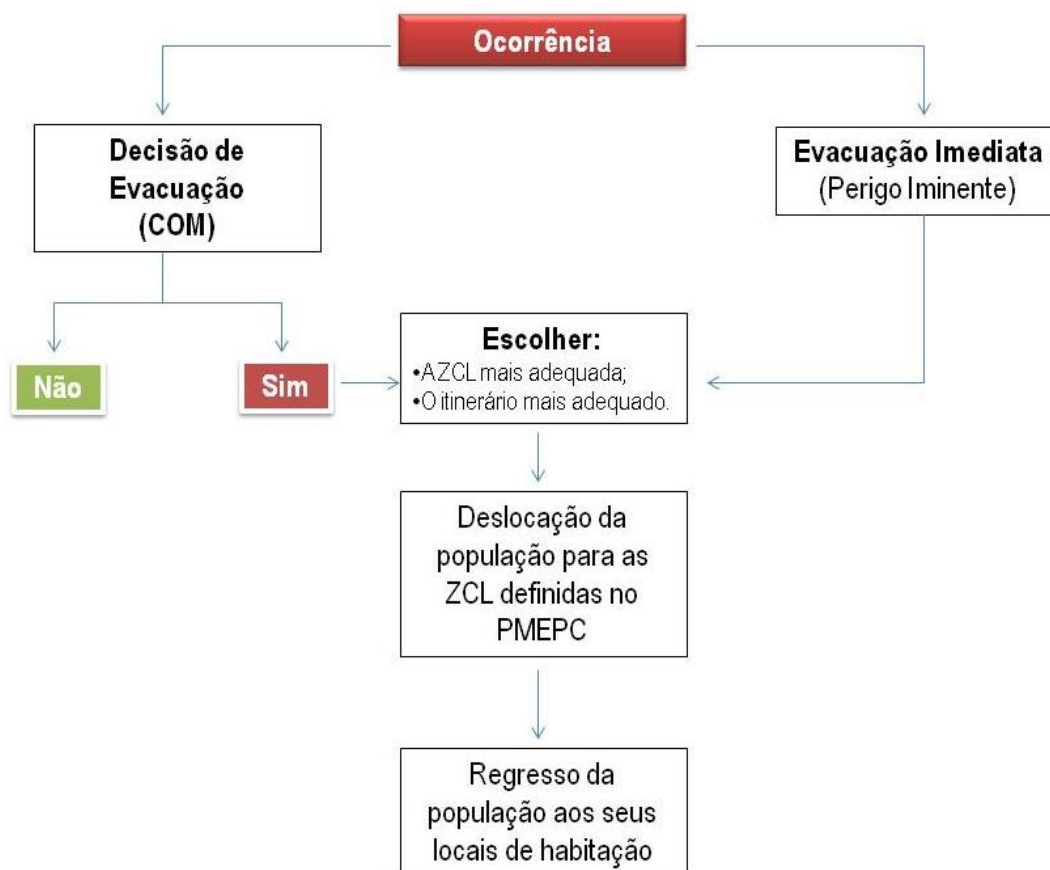 Ocorrência
Decisão de
Evacuação
(COM)
Evacuação Imediata
(Perigo Iminente)
Não
Sim
Escolher:
•A ZCL mais adequada;
•O itinerário mais adequado.
Deslocação da
população para as
ZCL definidas no
PMEPC
Regresso da
população aos seus
locais de habitação